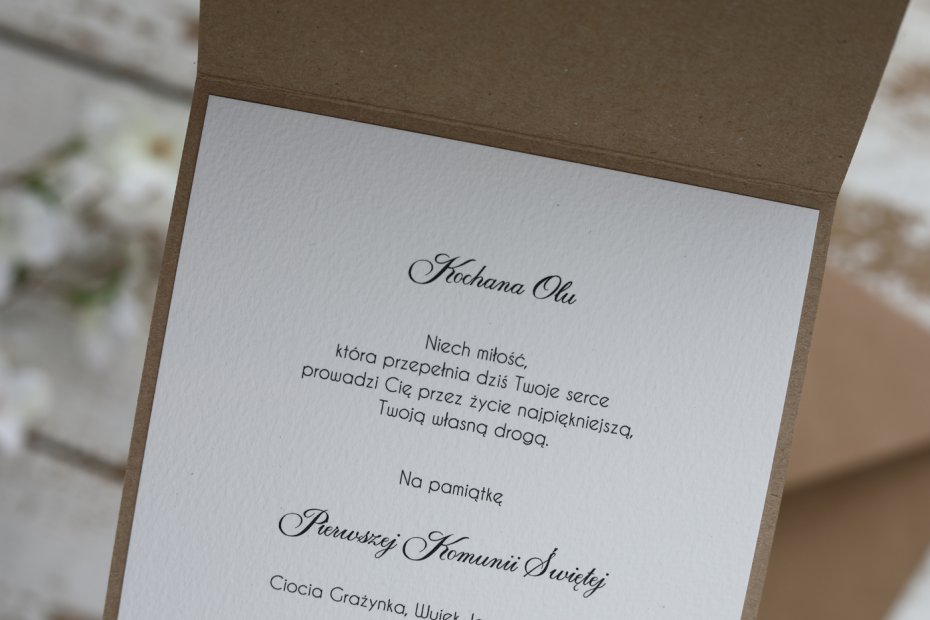 Kochana Olu
Niech miłość,
która przepełnia dziś Twoje serce
prowadzi Cię przez życie najpiękniejszą,
Twoją własną drogą.
Na pamiątkę
Pierwszej Komunii Świętej
Ciocia Grażynka, Wujek